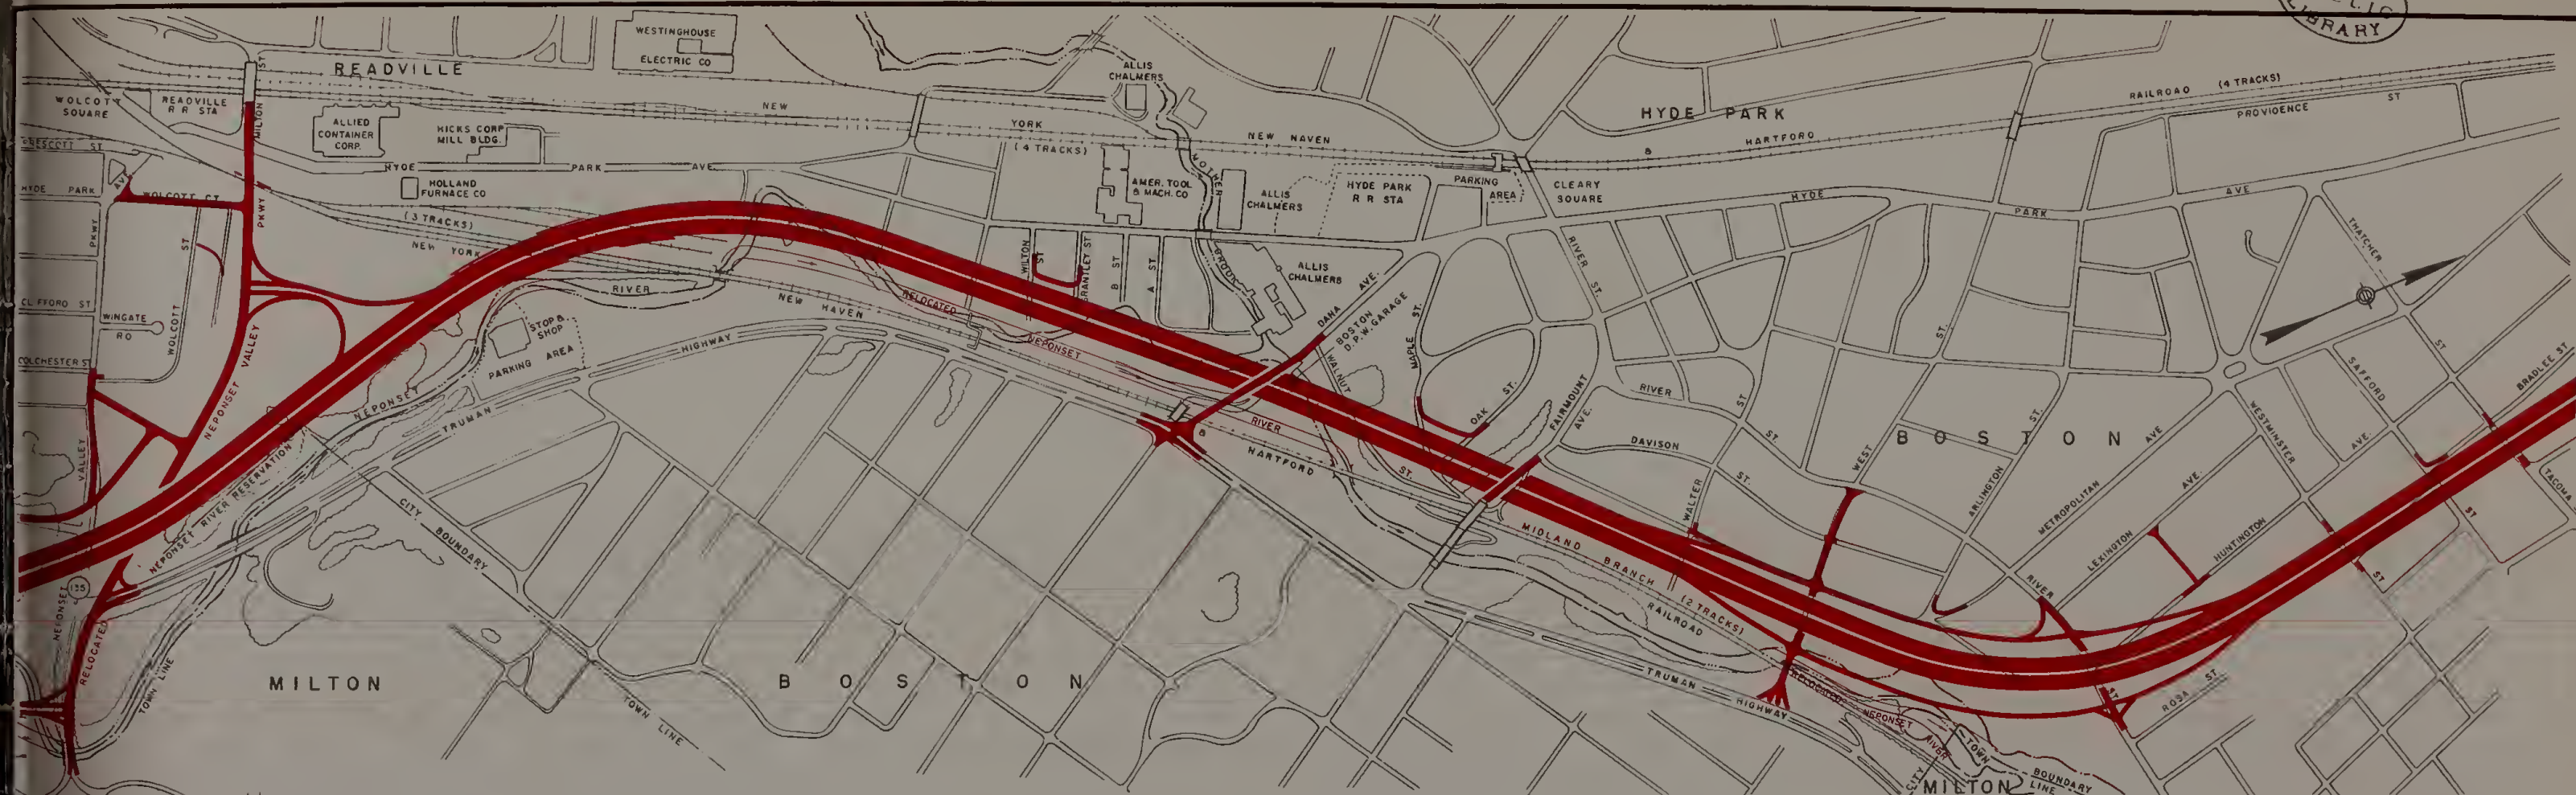 LIBRARY
WESTINGHOUSE
ELECTRIC CO
READVILLE
WOLCOTT
SQUARE
READVILLE
R R STA
ST
MILTON
ALLIED
CONTAINER
CORP.
HICKS CORP
MILL BLDG.
HYDE PARK AVE.
HOLLAND
FURNACE CO
NEW YORK
(4 TRACKS)
NEW HAVEN
&
HARTFORD
RAILROAD (4 TRACKS)
PROVIDENCE ST
ALLIS
CHALMERS
MOTHER
BROOK
AMER. TOOL
& MACH. CO
ALLIS
CHALMERS
HYDE PARK
R R STA
PARKING
AREA
CLEARY
SQUARE
HYDE PARK
HYDE PARK AVE
THATCHER
ST
PRESCOTT ST
HYDE PARK
AVE
WOLCOTT CT
PKWY
PKWY
WOLCOTT ST
CLIFFORD ST
WINGATE
RD
COLCHESTER ST
VALLEY
NEPONSET VALLEY
(3 TRACKS)
NEW YORK
RIVER
NEW HAVEN
RELOCATED
NEPONSET
RIVER
STOP &
SHOP
PARKING AREA
TRUMAN HIGHWAY
NEPONSET
RIVER RESERVATION
NEPONSET
135
NEPONSET
RELOCATED
TOWN LINE
CITY BOUNDARY
MILTON
TOWN LINE
BOSTON
WILTON
ST
GRANTLEY ST
B ST
A ST
ALLIS
CHALMERS
DANA AVE.
BOSTON
D.P.W. GARAGE
WALNUT
ST.
MAPLE ST.
OAK ST.
FAIRMOUNT
AVE.
RIVER ST.
RIVER
ST
DAVISON
ST.
WALTER
ST
WEST
ST.
ARLINGTON
ST.
BOSTON
METROPOLITAN AVE
LEXINGTON AVE.
HUNTINGTON
AVE.
WESTMINSTER
SAFFORD
ST
BRADLEE ST
TACOMA
ST
ST
RIVER
ST
ROSA ST
&
HARTFORD
MIDLAND BRANCH (2 TRACKS)
RAILROAD
TRUMAN HIGHWAY
RELOCATED NEPONSET RIVER
TOWN
BOUNDARY
LINE
CITY
MILTON